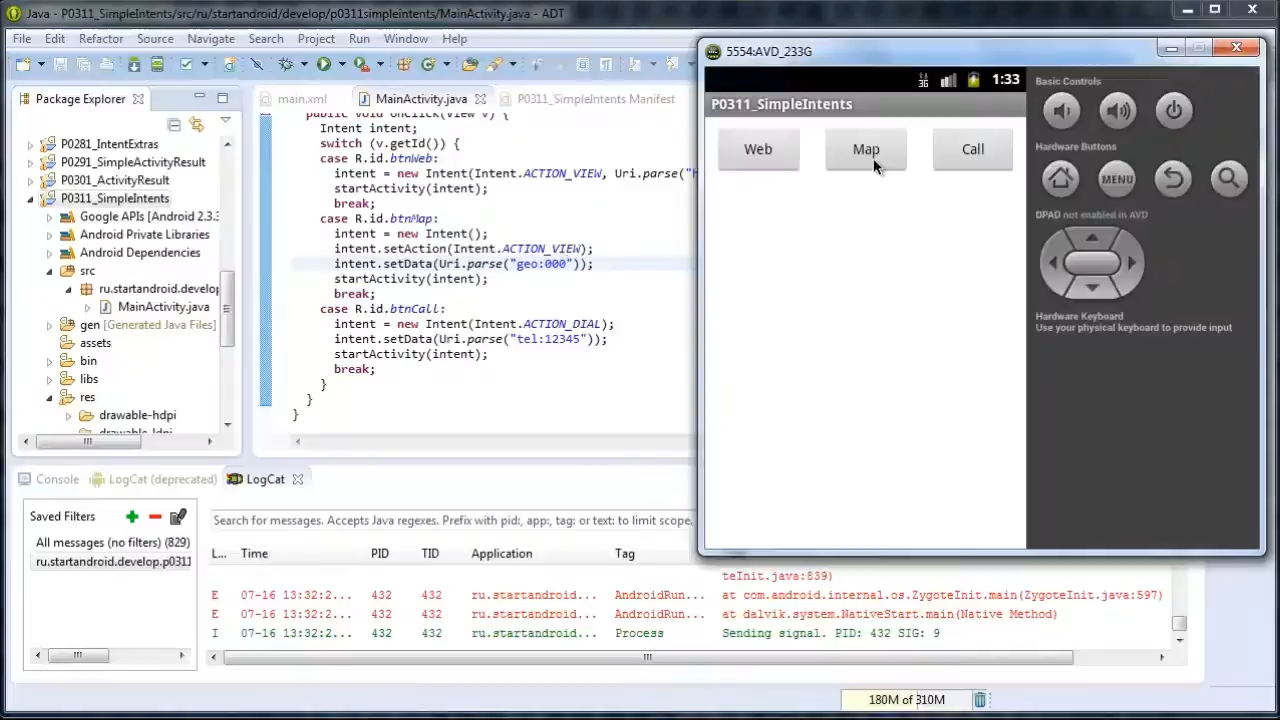 Java - P0311_SimpleIntents/src/ru/startandroid/develop/p0311simpleintents/MainActivity.java - ADT
File Edit Refactor Source Navigate Search Project Run Window Help
Package Explorer
P0281_IntentExtras
P0291_SimpleActivityResult
P0301_ActivityResult
P0311_SimpleIntents
Google APIs [Android 2.3.3
Android Private Libraries
Android Dependencies
src
ru.startandroid.develop
MainActivity.java
gen [Generated Java Files]
assets
bin
libs
res
drawable-hdpi
drawable-ldpi
main.xml MainActivity.java P0311_SimpleIntents Manifest
public void onClick(View v) {
Intent intent;
switch (v.getId()) {
case R.id.btnWeb:
intent = new Intent(Intent.ACTION_VIEW, Uri.parse("h
startActivity(intent);
break;
case R.id.btnMap:
intent = new Intent();
intent.setAction(Intent.ACTION_VIEW);
intent.setData(Uri.parse("geo:000"));
startActivity(intent);
break;
case R.id.btnCall:
intent = new Intent(Intent.ACTION_DIAL);
intent.setData(Uri.parse("tel:12345"));
startActivity(intent);
break;
}
}
}
5554:AVD_233G
3G 1:33
P0311_SimpleIntents
Web Map Call
Basic Controls
Hardware Buttons
MENU
DPAD not enabled in AVD
Hardware Keyboard
Use your physical keyboard to provide input
Console LogCat (deprecated) LogCat
Saved Filters
All messages (no filters) (829)
ru.startandroid.develop.p0311
Search for messages. Accepts Java regexes. Prefix with pid:, app:, tag: or text: to limit scope.
L... Time PID TID Application Tag
teInit.java:839)
E 07-16 13:32:2... 432 432 ru.startandroid... AndroidRun... at com.android.internal.os.ZygoteInit.main(ZygoteInit.java:597)
E 07-16 13:32:2... 432 432 ru.startandroid... AndroidRun... at dalvik.system.NativeStart.main(Native Method)
I 07-16 13:32:2... 432 432 ru.startandroid... Process Sending signal. PID: 432 SIG: 9
180M of 310M